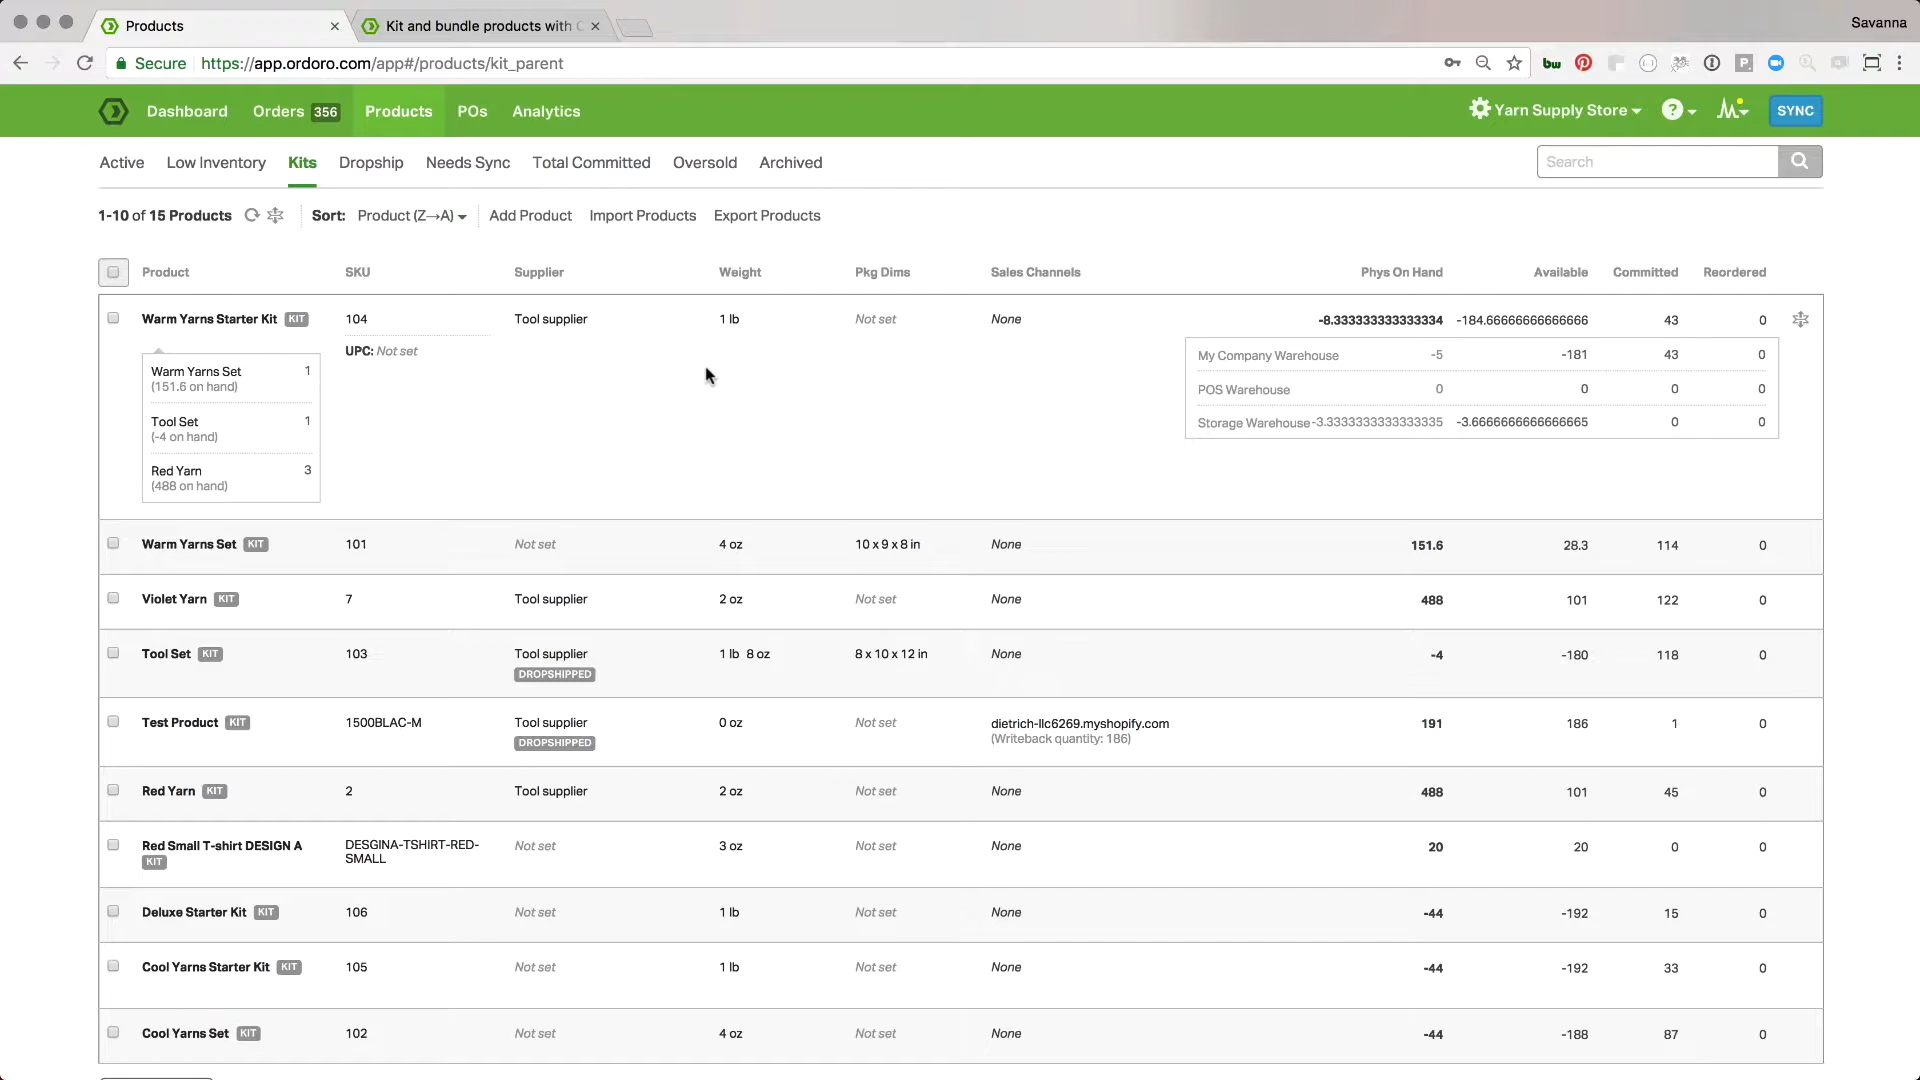 Savanna
Products
Kit and bundle products with
Secure https://app.ordoro.com/app#/products/kit_parent
Dashboard Orders 356 Products POs Analytics Yarn Supply Store ? SYNC
Active Low Inventory Kits Dropship Needs Sync Total Committed Oversold Archived Search
1-10 of 15 Products Sort: Product (Z→A) Add Product Import Products Export Products
Product SKU Supplier Weight Pkg Dims Sales Channels Phys On Hand Available Committed Reordered
Warm Yarns Starter Kit KIT 104 Tool supplier 1 lb Not set None -8.333333333333334 -184.66666666666666 43 0
UPC: Not set
My Company Warehouse -5 -181 43 0
Warm Yarns Set 1
(151.6 on hand)
POS Warehouse 0 0 0 0
Tool Set 1
(-4 on hand)
Storage Warehouse -3.3333333333333335 -3.6666666666666665 0 0
Red Yarn 3
(488 on hand)
Warm Yarns Set KIT 101 Not set 4 oz 10 x 9 x 8 in None 151.6 28.3 114 0
Violet Yarn KIT 7 Tool supplier 2 oz Not set None 488 101 122 0
Tool Set KIT 103 Tool supplier 1 lb 8 oz 8 x 10 x 12 in None -4 -180 118 0
DROPSHIPPED
Test Product KIT 1500BLAC-M Tool supplier 0 oz Not set dietrich-llc6269.myshopify.com 191 186 1 0
DROPSHIPPED (Writeback quantity: 186)
Red Yarn KIT 2 Tool supplier 2 oz Not set None 488 101 45 0
Red Small T-shirt DESIGN A DESGINA-TSHIRT-RED- Not set 3 oz Not set None 20 20 0 0
KIT SMALL
Deluxe Starter Kit KIT 106 Not set 1 lb Not set None -44 -192 15 0
Cool Yarns Starter Kit KIT 105 Not set 1 lb Not set None -44 -192 33 0
Cool Yarns Set KIT 102 Not set 4 oz Not set None -44 -188 87 0